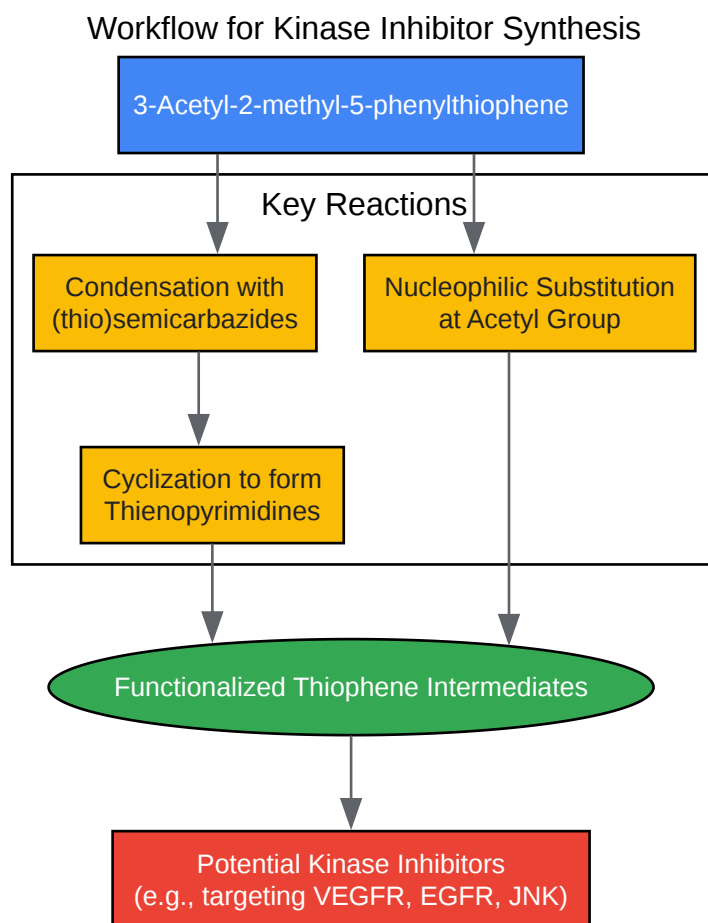 Workflow for Kinase Inhibitor Synthesis
3-Acetyl-2-methyl-5-phenylthiophene
Key Reactions
Condensation with
(thio)semicarbazides
Nucleophilic Substitution
at Acetyl Group
Cyclization to form
Thienopyrimidines
Functionalized Thiophene Intermediates
Potential Kinase Inhibitors
(e.g., targeting VEGFR, EGFR, JNK)